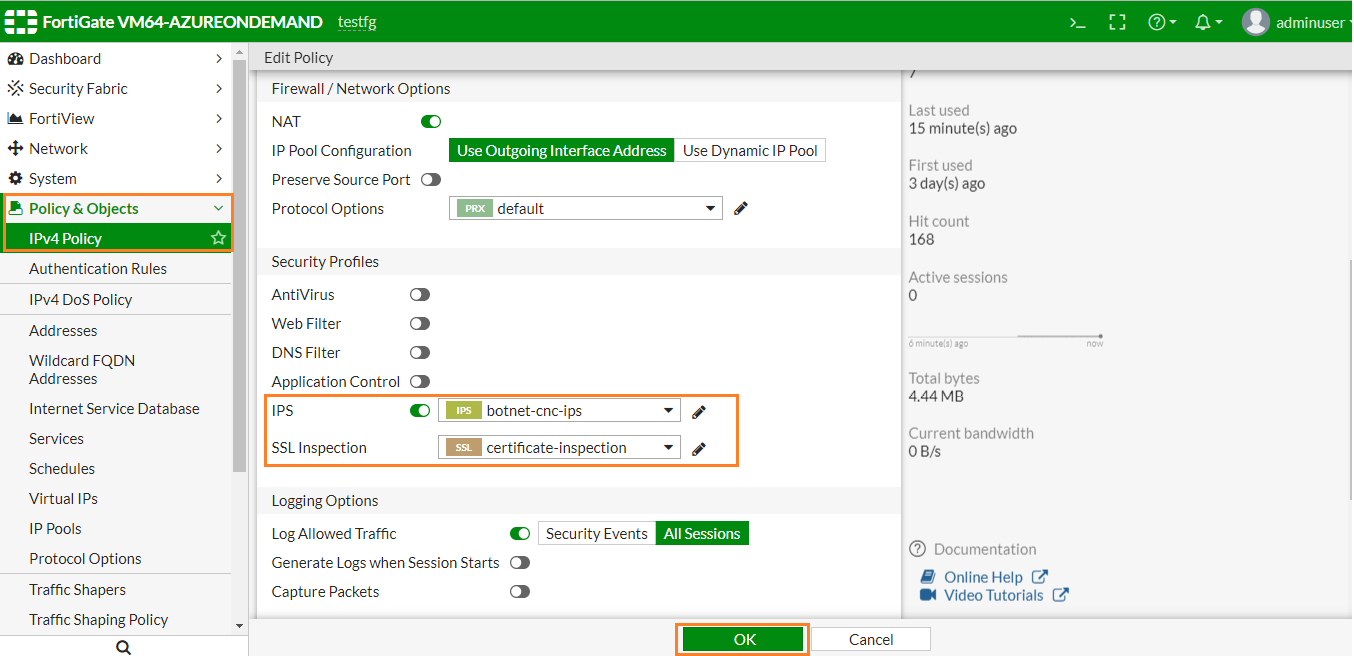 FortiGate VM64-AZUREONDEMAND testfg
>_ adminuser
Dashboard
Security Fabric
FortiView
Network
System
Policy & Objects
IPv4 Policy
Authentication Rules
IPv4 DoS Policy
Addresses
Wildcard FQDN
Addresses
Internet Service Database
Services
Schedules
Virtual IPs
IP Pools
Protocol Options
Traffic Shapers
Traffic Shaping Policy
Edit Policy
Firewall / Network Options
NAT
IP Pool Configuration Use Outgoing Interface Address Use Dynamic IP Pool
Preserve Source Port
Protocol Options PRX default
Security Profiles
AntiVirus
Web Filter
DNS Filter
Application Control
IPS IPS botnet-cnc-ips
SSL Inspection SSL certificate-inspection
Logging Options
Log Allowed Traffic Security Events All Sessions
Generate Logs when Session Starts
Capture Packets
OK Cancel
Last used
15 minute(s) ago
First used
3 day(s) ago
Hit count
168
Active sessions
0
6 minute(s) ago now
Total bytes
4.44 MB
Current bandwidth
0 B/s
? Documentation
Online Help
Video Tutorials